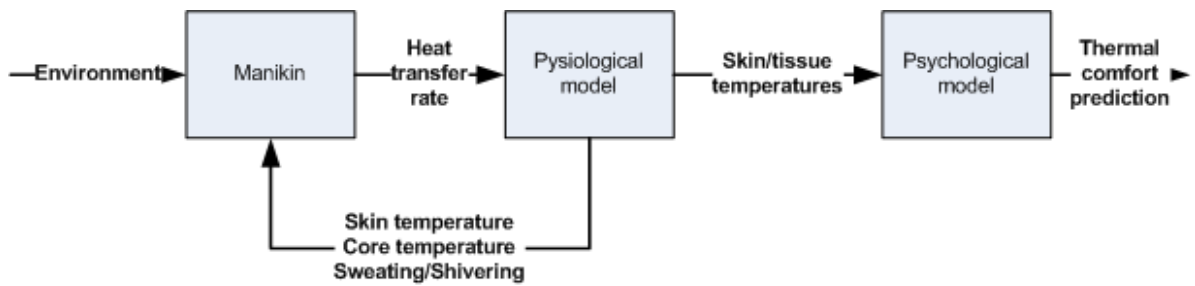 Environment
Manikin
Heat
transfer
rate
Pysiological
model
Skin/tissue
temperatures
Psychological
model
Thermal
comfort
prediction
Skin temperature
Core temperature
Sweating/Shivering